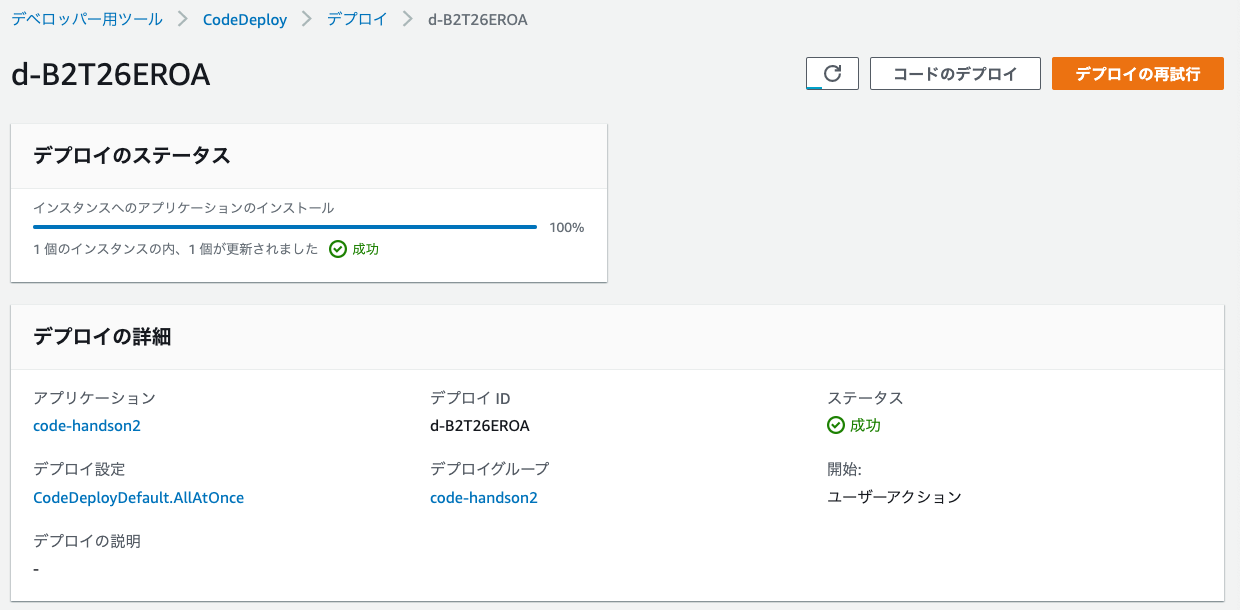 デベロッパー用ツール > CodeDeploy > デプロイ > d-B2T26EROA
d-B2T26EROA
コードのデプロイ
デプロイの再試行
デプロイのステータス
インスタンスへのアプリケーションのインストール
100%
1 個のインスタンスの内、1 個が更新されました 成功
デプロイの詳細
アプリケーション デプロイ ID ステータス
code-handson2 d-B2T26EROA 成功
デプロイ設定 デプロイグループ 開始:
CodeDeployDefault.AllAtOnce code-handson2 ユーザーアクション
デプロイの説明
-